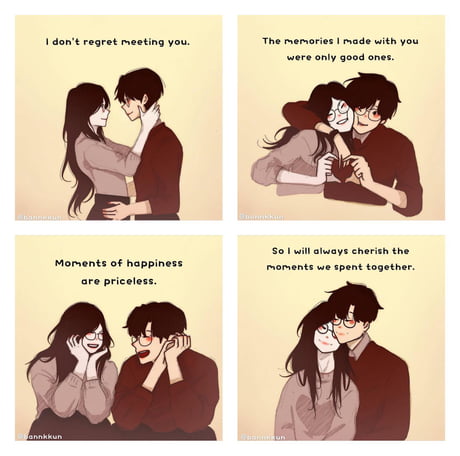 I don't regret meeting you.
@bannkkun
The memories I made with you
were only good ones.
@bannkkun
Moments of happiness
are priceless.
@bannkkun
So I will always cherish the
moments we spent together.
@bannkkun